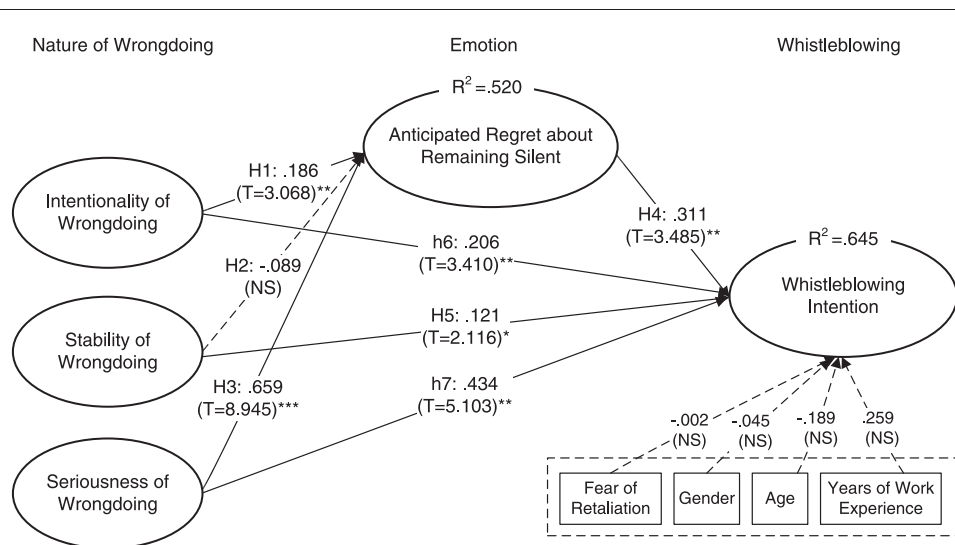 Nature of Wrongdoing
Emotion
Whistleblowing
R² =.520
Anticipated Regret about
Remaining Silent
H1: .186
(T=3.068)**
Intentionality of
Wrongdoing
H4: .311
(T=3.485)**
h6: .206
(T=3.410)**
R² =.645
H2: -.089
(NS)
Whistleblowing
Intention
H5: .121
(T=2.116)*
Stability of
Wrongdoing
H3: .659
(T=8.945)***
h7: .434
(T=5.103)**
-.002
(NS)
-.045
(NS)
-.189
(NS)
.259
(NS)
Seriousness of
Wrongdoing
Fear of
Retaliation
Gender
Age
Years of Work
Experience